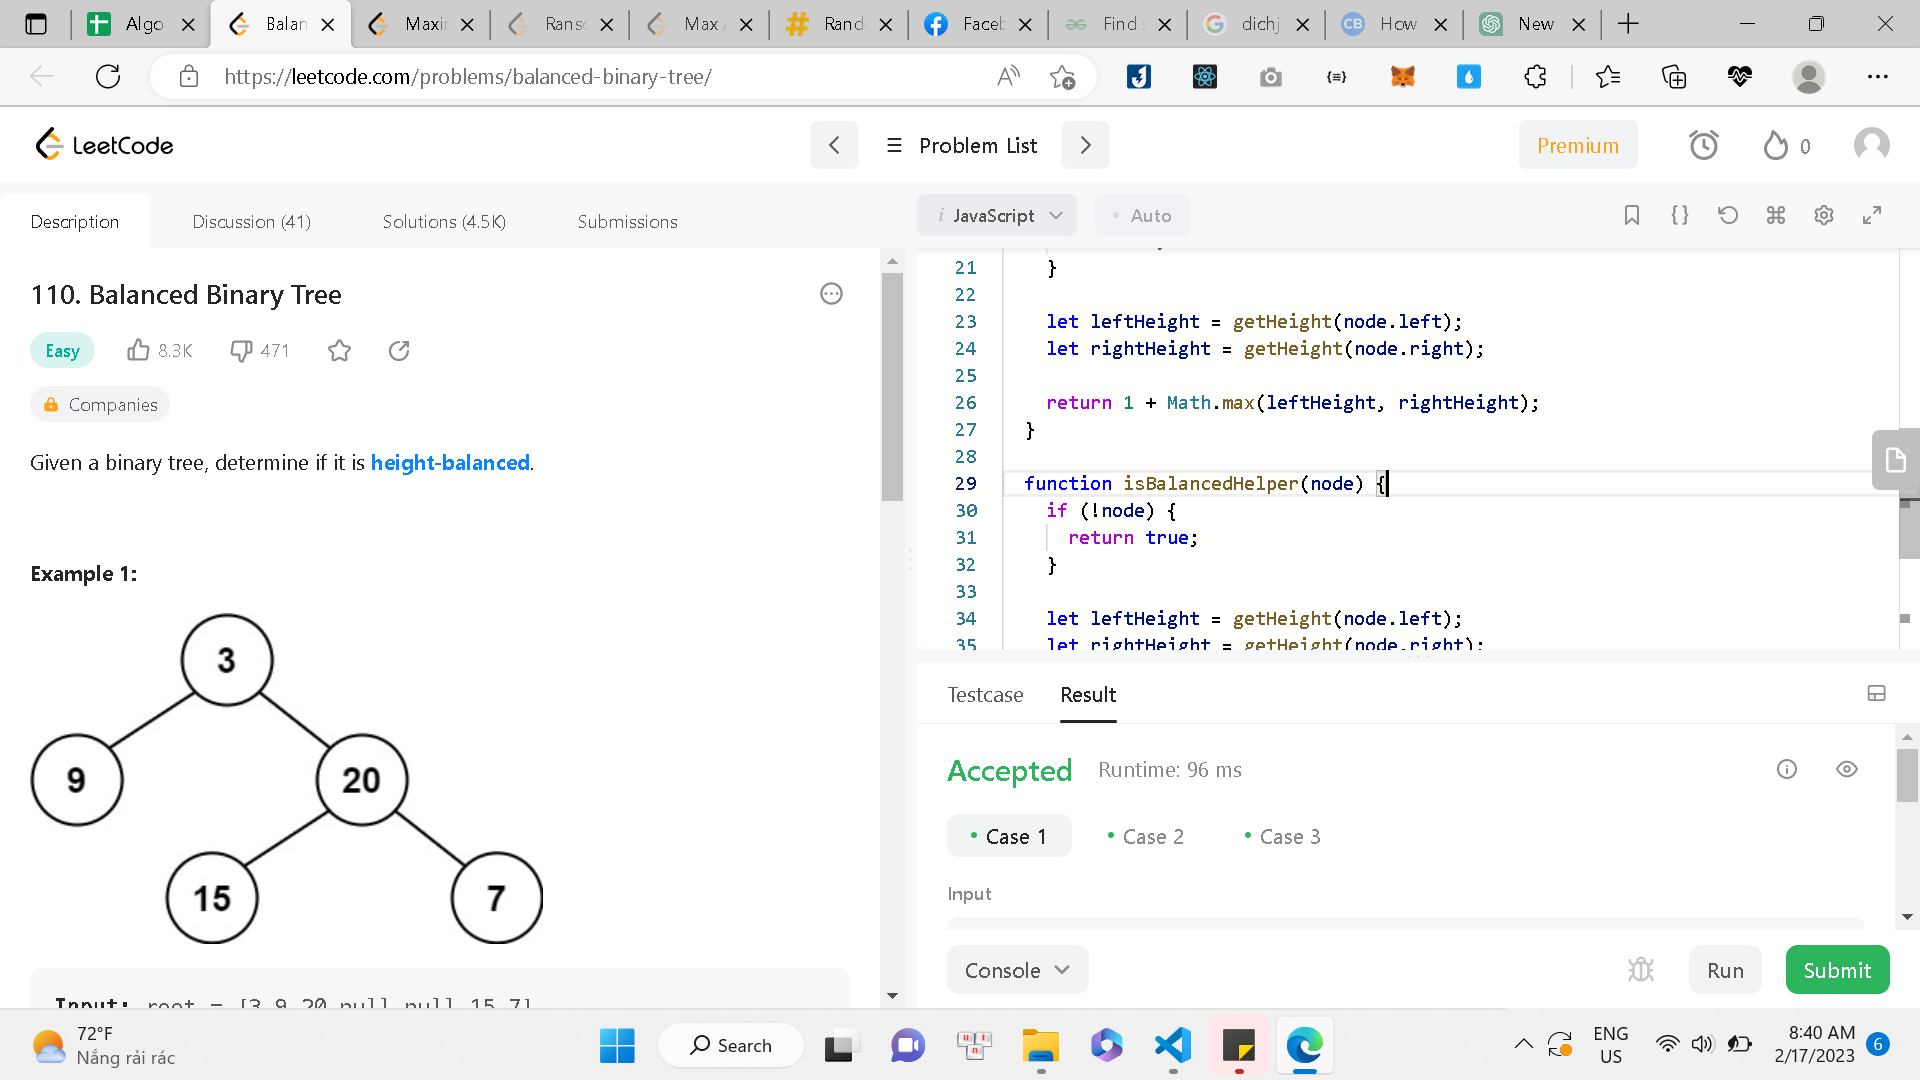 Algo
Balan
Maxi
Rans
Max
Rand
Faceb
Find
dichj
How
New
https://leetcode.com/problems/balanced-binary-tree/
LeetCode
Problem List
Premium
0
Description
Discussion (41)
Solutions (4.5K)
Submissions
i JavaScript
• Auto
110. Balanced Binary Tree
Easy
8.3K
471
Companies
Given a binary tree, determine if it is height-balanced.
Example 1:
3
9
20
15
7
Input: root = [3,9,20,null,null,15,7]
21 }
22
23 let leftHeight = getHeight(node.left);
24 let rightHeight = getHeight(node.right);
25
26 return 1 + Math.max(leftHeight, rightHeight);
27 }
28
29 function isBalancedHelper(node) {
30 if (!node) {
31 return true;
32 }
33
34 let leftHeight = getHeight(node.left);
35 let rightHeight = getHeight(node.right);
Testcase
Result
Accepted Runtime: 96 ms
• Case 1
• Case 2
• Case 3
Input
Console
Run
Submit
72°F
Nắng rải rác
Search
ENG
US
8:40 AM
2/17/2023
6